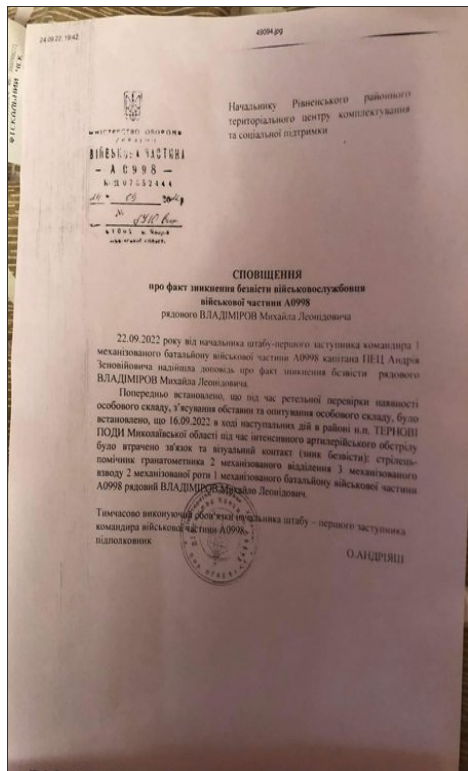 24.09.22, 19:42
49094.jpg
ФІСКАЛЬНИЙ ЧЕК
МІНІСТЕРСТВО ОБОРОНИ
УКРАЇНИ
ВІЙСЬКОВА ЧАСТИНА
– А 0998 –
Начальнику Рівненського районного
територіального центру комплектування
та соціальної підтримки
СПОВІЩЕННЯ
про факт зникнення безвісти військовослужбовця
військової частини А0998
рядового ВЛАДІМІРОВ Михайла Леонідовича
22.09.2022 року від начальника штабу-першого заступника командира 1
механізованого батальйону військової частини А0998 капітана ПЕЦ Андрія
Зеновійовича надійшла доповідь про факт зникнення безвісти рядового
ВЛАДІМІРОВ Михайла Леонідовича.
Попередньо встановлено, що під час ретельної перевірки наявності
особового складу, з'ясування обставин та опитування особового складу, було
встановлено, що 16.09.2022 в ході наступальних дій в районі н.п. ТЕРНОВІ
ПОДИ Миколаївської області під час інтенсивного артилерійського обстрілу
було втрачено зв'язок та візуальний контакт (зник безвісти): стрілець-
помічник гранатометника 2 механізованого відділення 3 механізованого
взводу 2 механізованої роти 1 механізованого батальйону військової частини
А0998 рядовий ВЛАДІМІРОВ Михайло Леонідович.
Тимчасово виконуючий обов'язки начальника штабу – першого заступника
командира військової частини А0998
підполковник
О.АНДРІЯШ